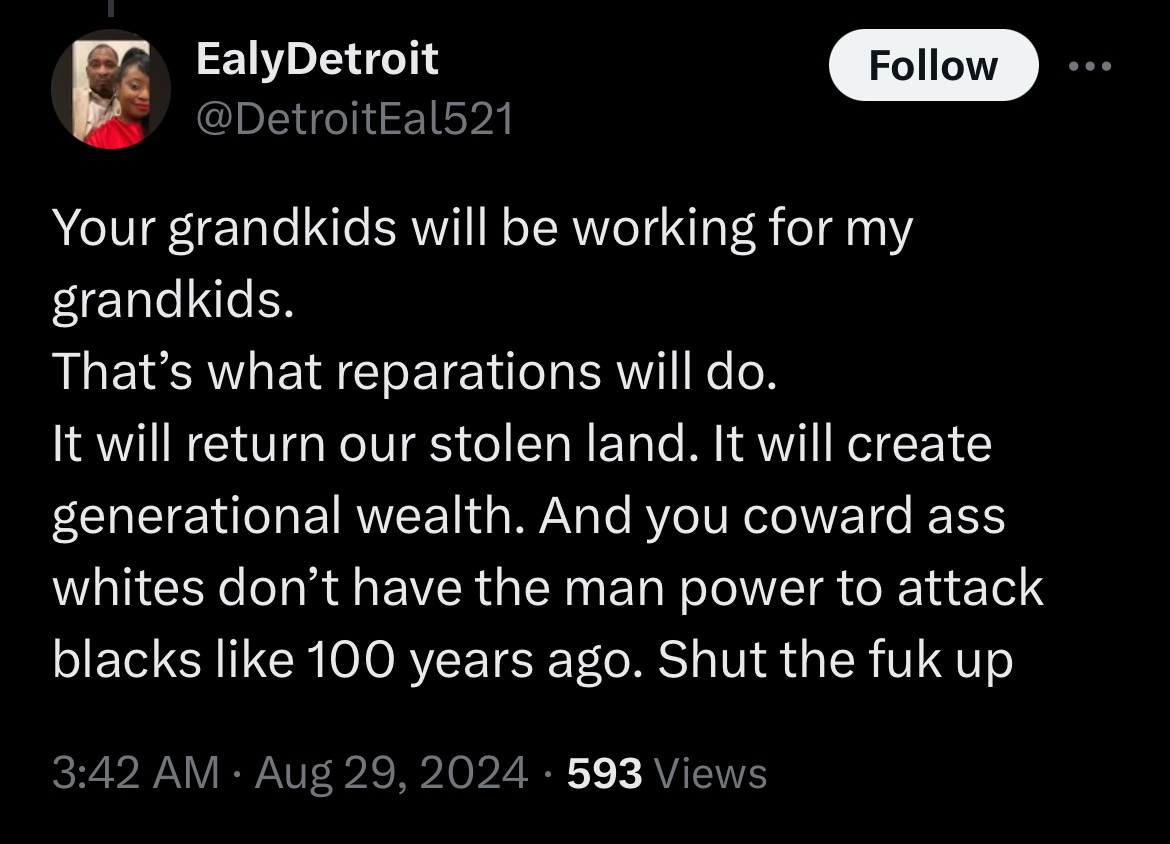 EalyDetroit
Follow
@DetroitEal521
Your grandkids will be working for my
grandkids.
That’s what reparations will do.
It will return our stolen land. It will create
generational wealth. And you coward ass
whites don’t have the man power to attack
blacks like 100 years ago. Shut the fuk up
3:42 AM · Aug 29, 2024 · 593 Views